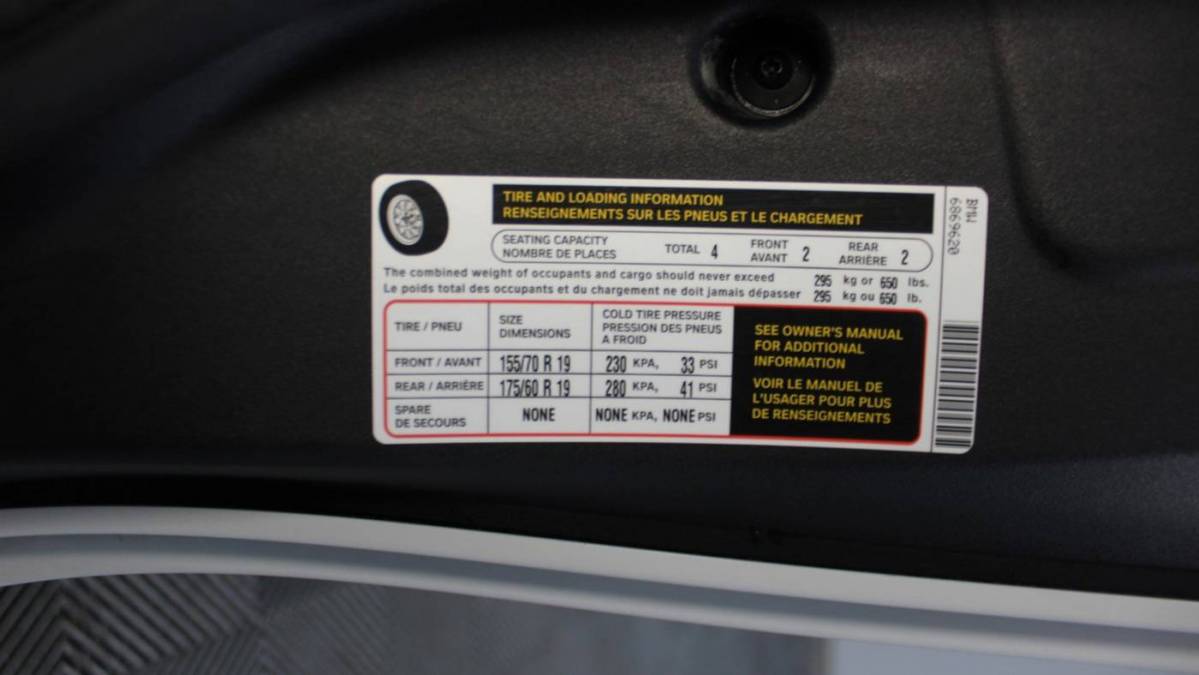 TIRE AND LOADING INFORMATION
RENSEIGNEMENTS SUR LES PNEUS ET LE CHARGEMENT
SEATING CAPACITY
NOMBRE DE PLACES
TOTAL 4
FRONT
AVANT 2
REAR
ARRIÈRE 2
The combined weight of occupants and cargo should never exceed 295 kg or 650 lbs.
Le poids total des occupants et du chargement ne doit jamais dépasser 295 kg ou 650 lb.
TIRE / PNEU
SIZE
DIMENSIONS
COLD TIRE PRESSURE
PRESSION DES PNEUS
A FROID
FRONT / AVANT 155/70 R 19 230 KPA, 33 PSI
REAR / ARRIÈRE 175/60 R 19 280 KPA, 41 PSI
SPARE
DE SECOURS
NONE NONE KPA, NONE PSI
SEE OWNER'S MANUAL
FOR ADDITIONAL
INFORMATION
VOIR LE MANUEL DE
L'USAGER POUR PLUS
DE RENSEIGNEMENTS
BMW
6869620